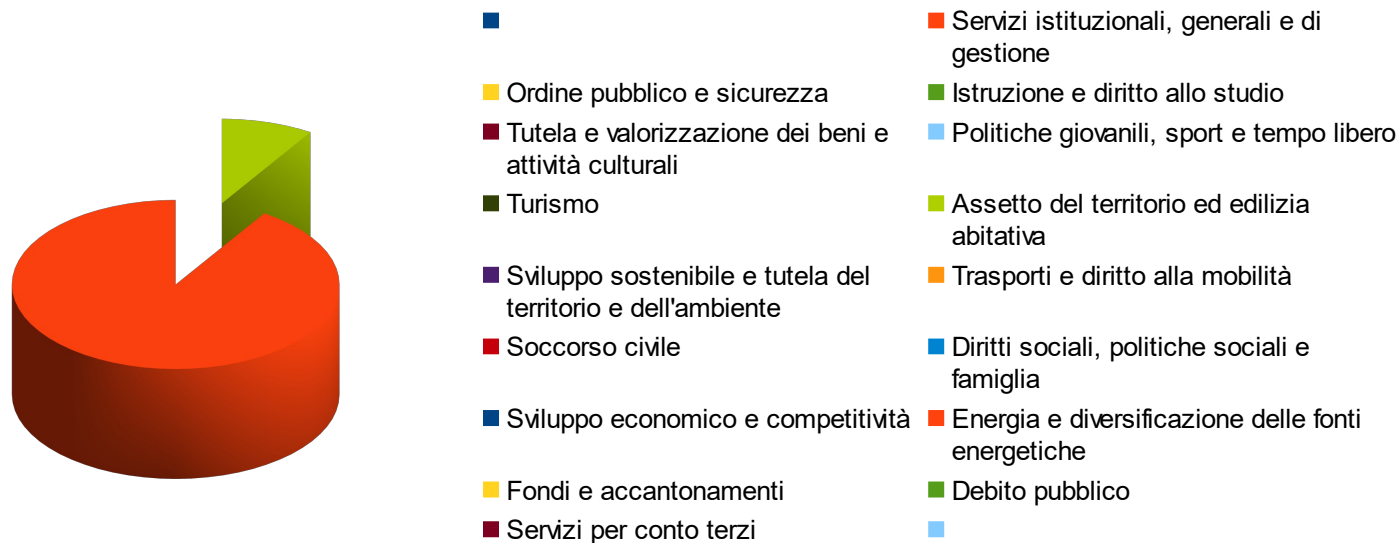 Servizi istituzionali, generali e di
gestione
Ordine pubblico e sicurezza
Istruzione e diritto allo studio
Tutela e valorizzazione dei beni e
attività culturali
Politiche giovanili, sport e tempo libero
Turismo
Assetto del territorio ed edilizia
abitativa
Sviluppo sostenibile e tutela del
territorio e dell'ambiente
Trasporti e diritto alla mobilità
Soccorso civile
Diritti sociali, politiche sociali e
famiglia
Sviluppo economico e competitività
Energia e diversificazione delle fonti
energetiche
Fondi e accantonamenti
Debito pubblico
Servizi per conto terzi